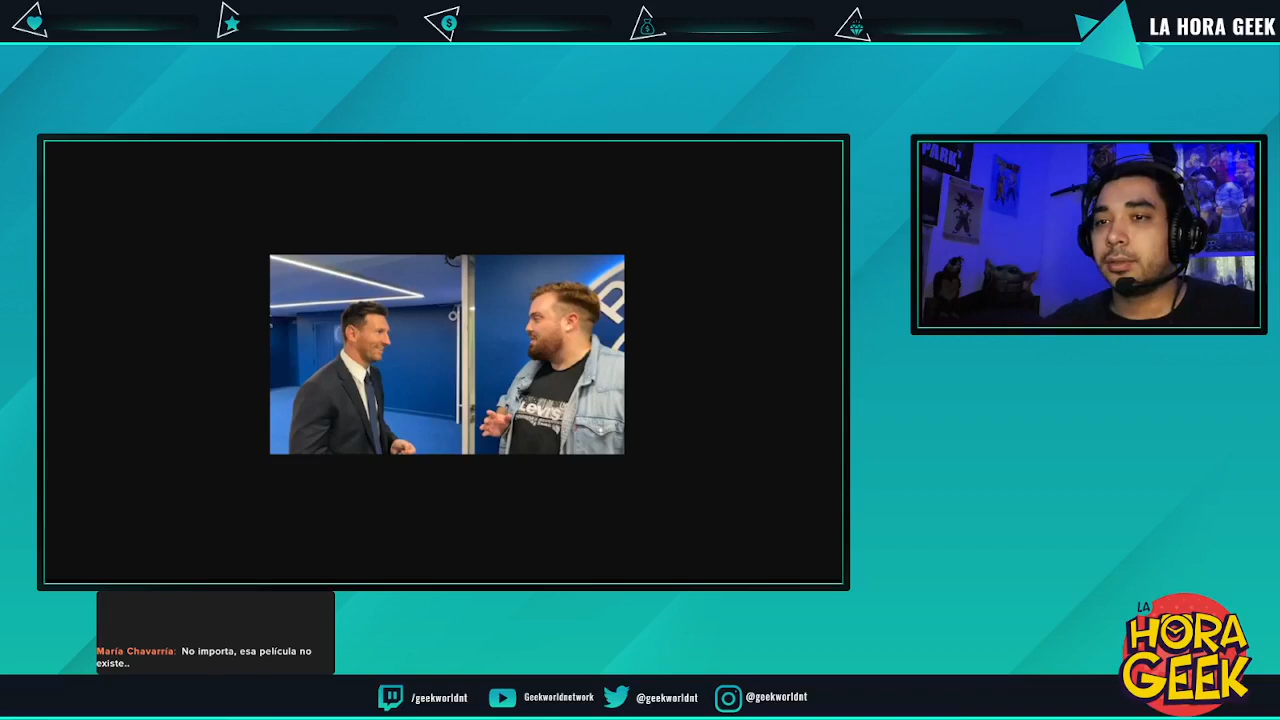 LA HORA GEEK
PARK
LEVI'S
P
María Chavarría: No importa, esa película no
existe..
LA
HORA
GEEK
/geekworldnt
Geekworldnetwork
@geekworldnt
@geekworldnt